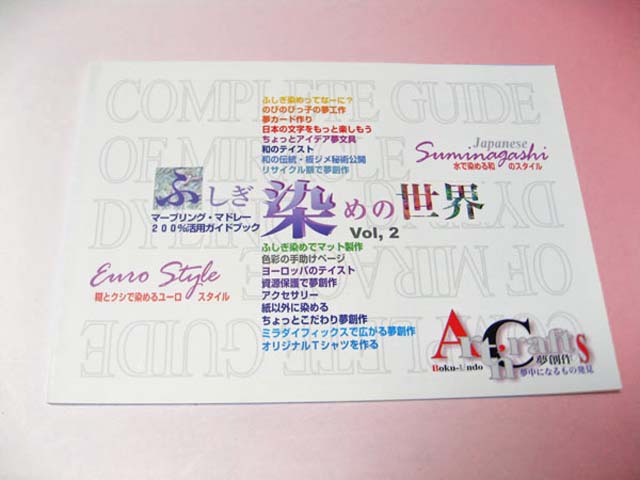 COMPLETE GUIDE
OF MIRACLE
DYEING
ふしぎ染めってなーに？
のびのびっ子の夢工作
夢カード作り
日本の文字をもっと楽しもう
ちょっとアイデア夢文具
和のテイスト
和の伝統・板ジメ秘術公開
リサイクル額で夢創作
Japanese
Suminagashi
水で染める和のスタイル
ふしぎ染めの世界
マーブリング・マドレー
200%活用ガイドブック
Vol, 2
Euro Style
糊とクシで染めるユーロ スタイル
ふしぎ染めでマット製作
色彩の手助けページ
ヨーロッパのテイスト
資源保護で夢創作
アクセサリー
紙以外に染める
ちょっとこだわり夢創作
ミラダイフィックスで広がる夢創作
オリジナルTシャツを作る
Art'n Crafts
Boku-Undo
夢創作
夢中になるもの発見
DYEING
OF MIRACLE
COMPLETE GUIDE